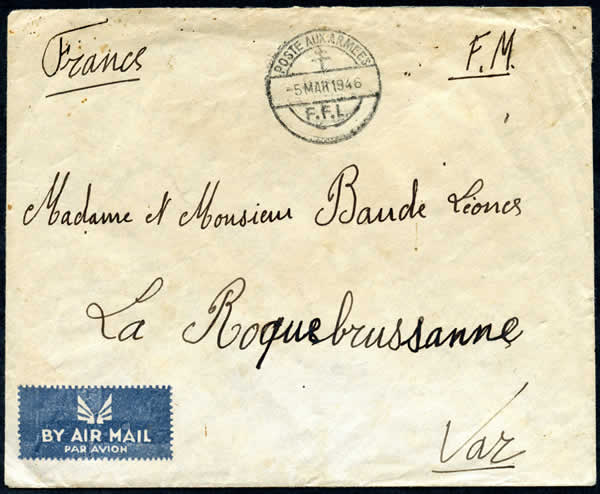 France
F.M.
POSTE AUX ARMEES
-5 MAR 1946
F.F.L.
Madame et Monsieur Baude Léonce
La Roquebrussanne
BY AIR MAIL
PAR AVION
Var